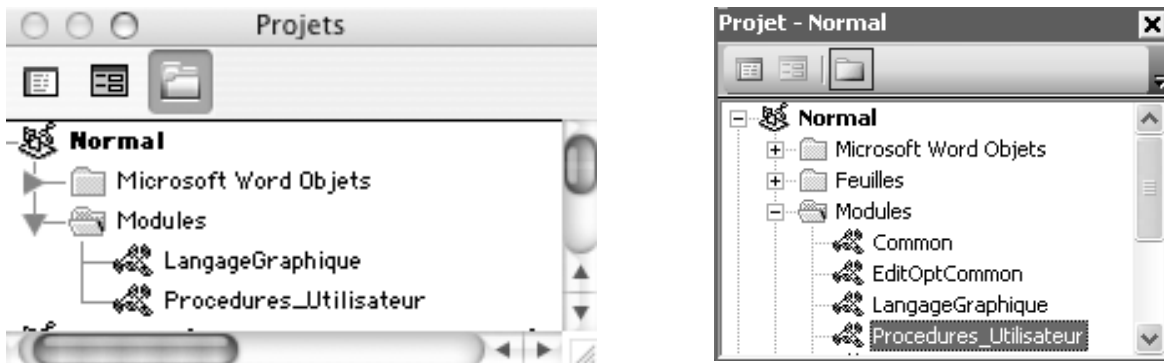 Projets
Normal
Microsoft Word Objets
Modules
LangageGraphique
Procedures_Utilisateur
Projet - Normal
Normal
Microsoft Word Objets
Feuilles
Modules
Common
EditOptCommon
LangageGraphique
Procedures_Utilisateur